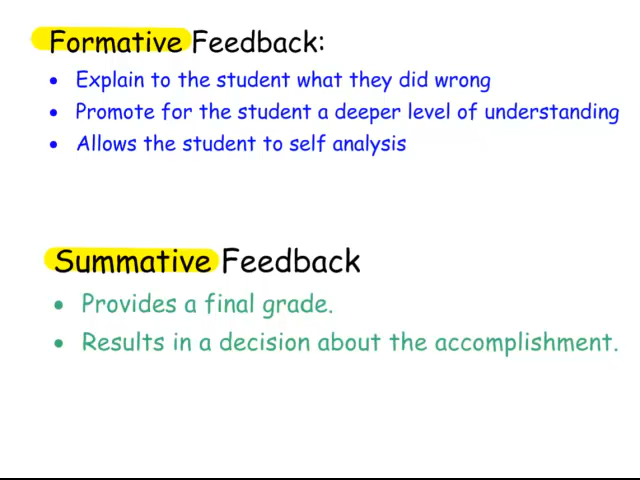 Formative Feedback:
• Explain to the student what they did wrong
• Promote for the student a deeper level of understanding
• Allows the student to self analysis
Summative Feedback
• Provides a final grade.
• Results in a decision about the accomplishment.